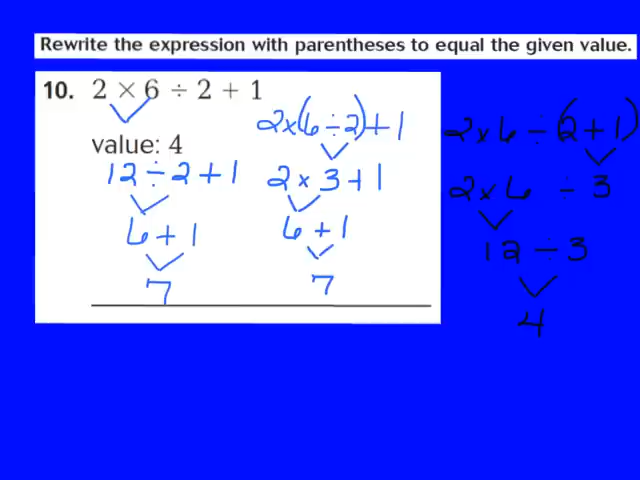 Rewrite the expression with parentheses to equal the given value.
10. 2 × 6 ÷ 2 + 1
value: 4
12 ÷ 2 + 1
6 + 1
7
2×(6 ÷ 2) + 1
2 × 3 + 1
6 + 1
7
2 × 6 ÷ (2 + 1)
2 × 6 ÷ 3
12 ÷ 3
4